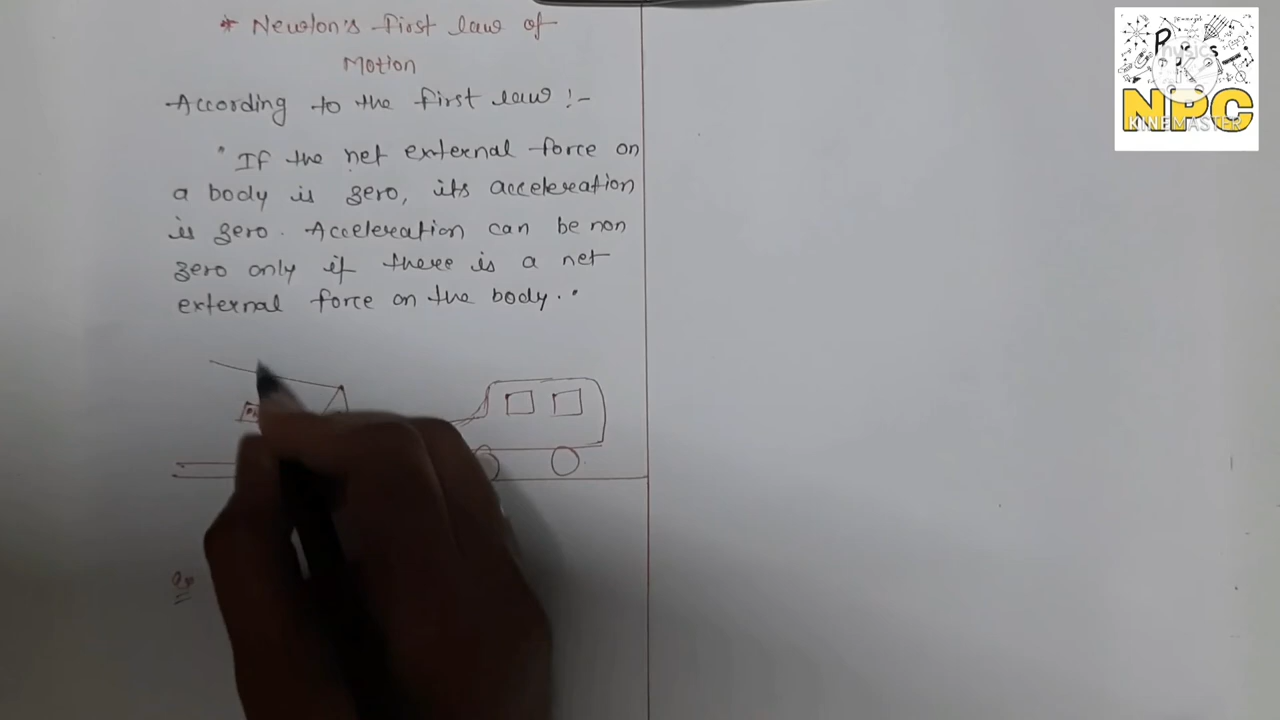 * Newton's First law of
Motion
According to the first law :-
"If the net external force on
a body is zero, its acceleration
is zero. Acceleration can be non
zero only if there is a net
external force on the body."
Physics
NPC
KINEMASTER